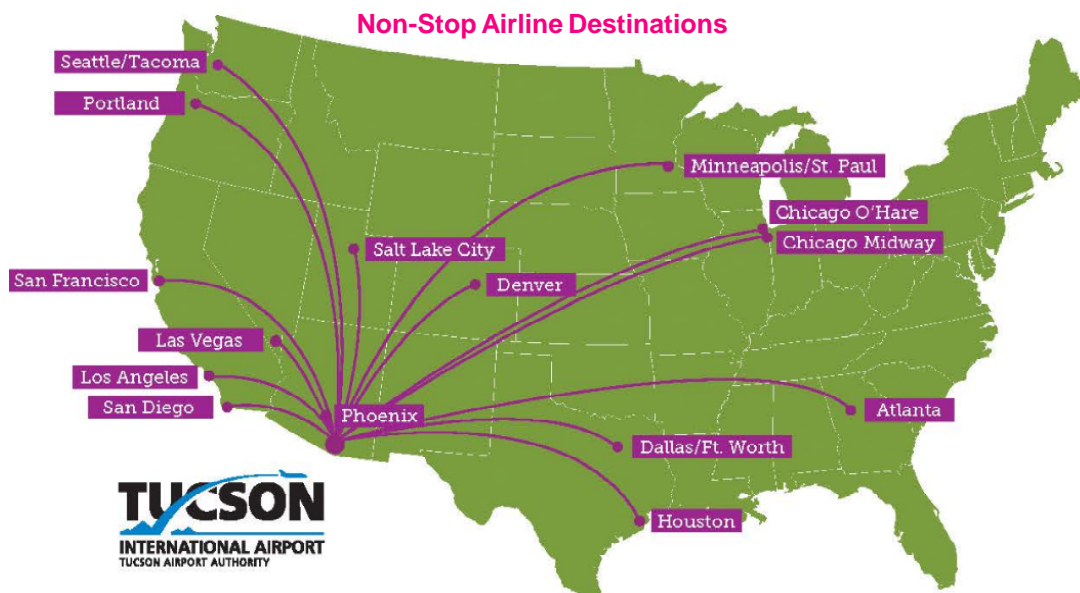 Non-Stop Airline Destinations
Seattle/Tacoma
Portland
Minneapolis/St. Paul
Chicago O'Hare
Chicago Midway
Salt Lake City
San Francisco
Denver
Las Vegas
Los Angeles
San Diego
Phoenix
Atlanta
Dallas/Ft. Worth
Houston
TUCSON
INTERNATIONAL AIRPORT
TUCSON AIRPORT AUTHORITY